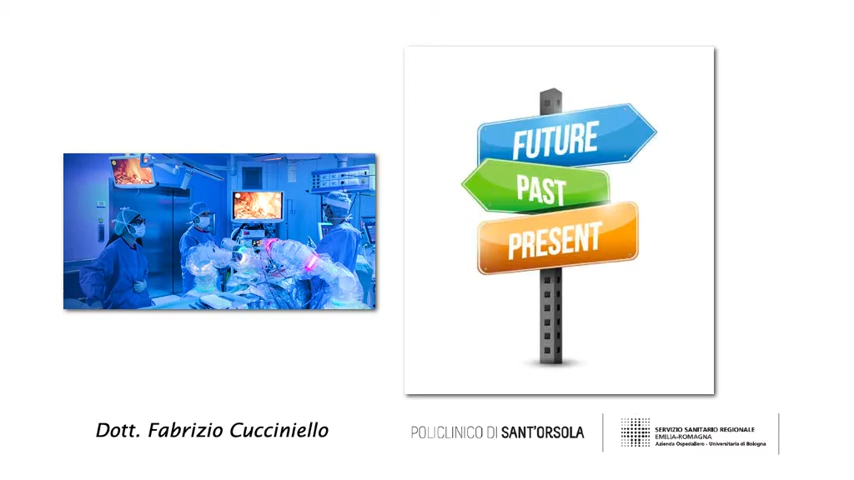 FUTURE
PAST
PRESENT
Dott. Fabrizio Cucciniello
POLICLINICO DI SANT'ORSOLA
SERVIZIO SANITARIO REGIONALE
EMILIA-ROMAGNA
Azienda Ospedaliero - Universitaria di Bologna